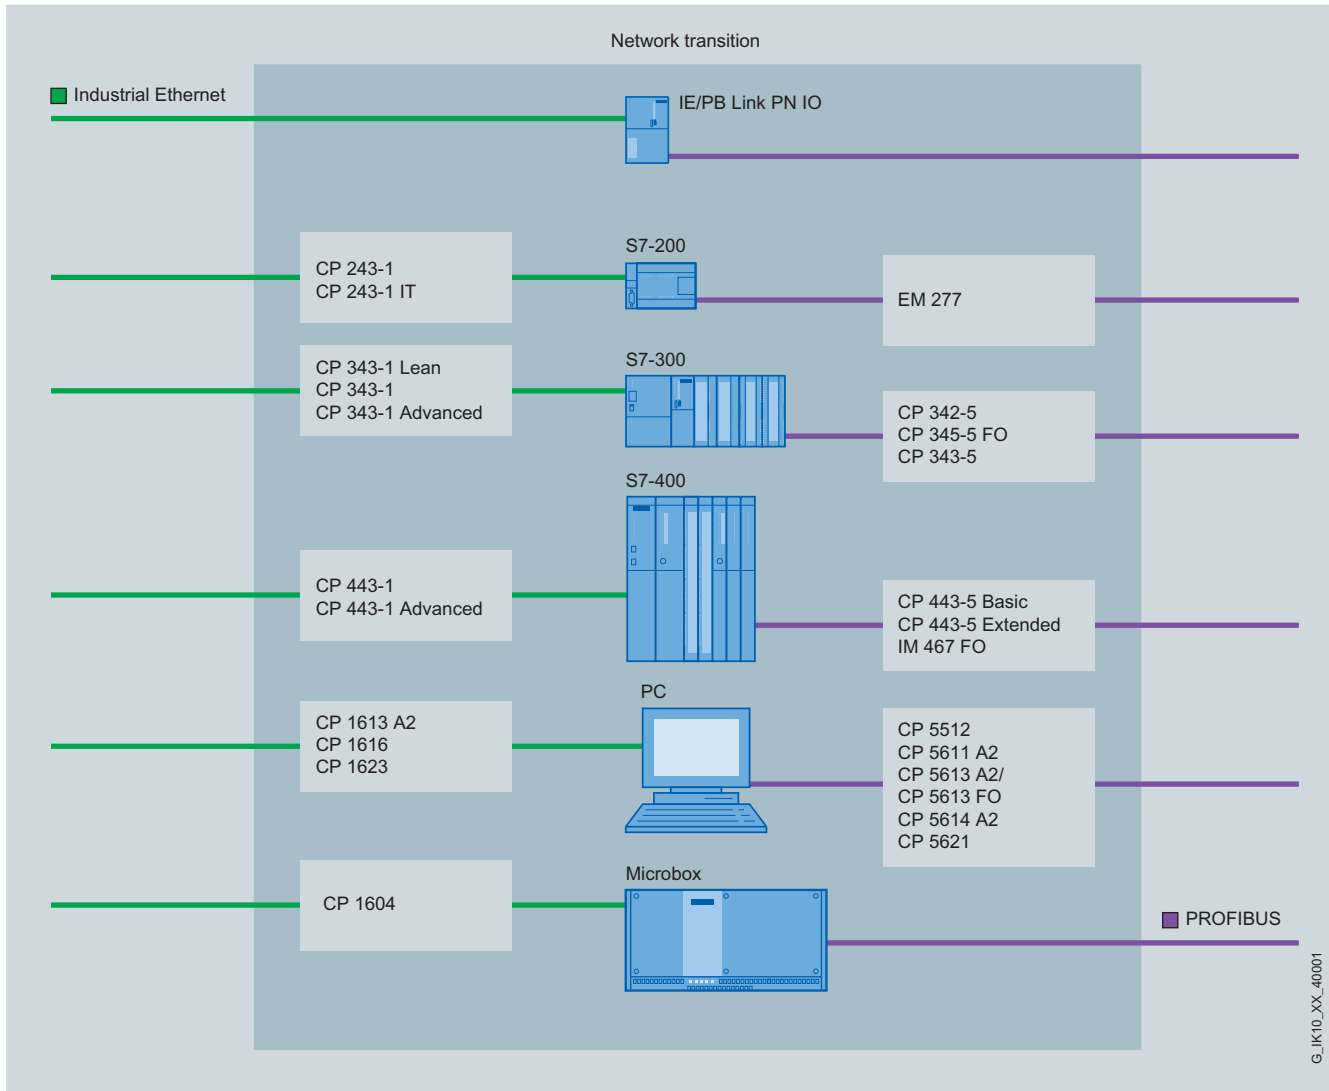 Network transition
Industrial Ethernet
IE/PB Link PN IO
S7-200
CP 243-1
CP 243-1 IT
EM 277
S7-300
CP 343-1 Lean
CP 343-1
CP 343-1 Advanced
CP 342-5
CP 345-5 FO
CP 343-5
S7-400
CP 443-1
CP 443-1 Advanced
CP 443-5 Basic
CP 443-5 Extended
IM 467 FO
PC
CP 1613 A2
CP 1616
CP 1623
CP 5512
CP 5611 A2
CP 5613 A2/
CP 5613 FO
CP 5614 A2
CP 5621
Microbox
CP 1604
PROFIBUS
G_IK10_XX_40001